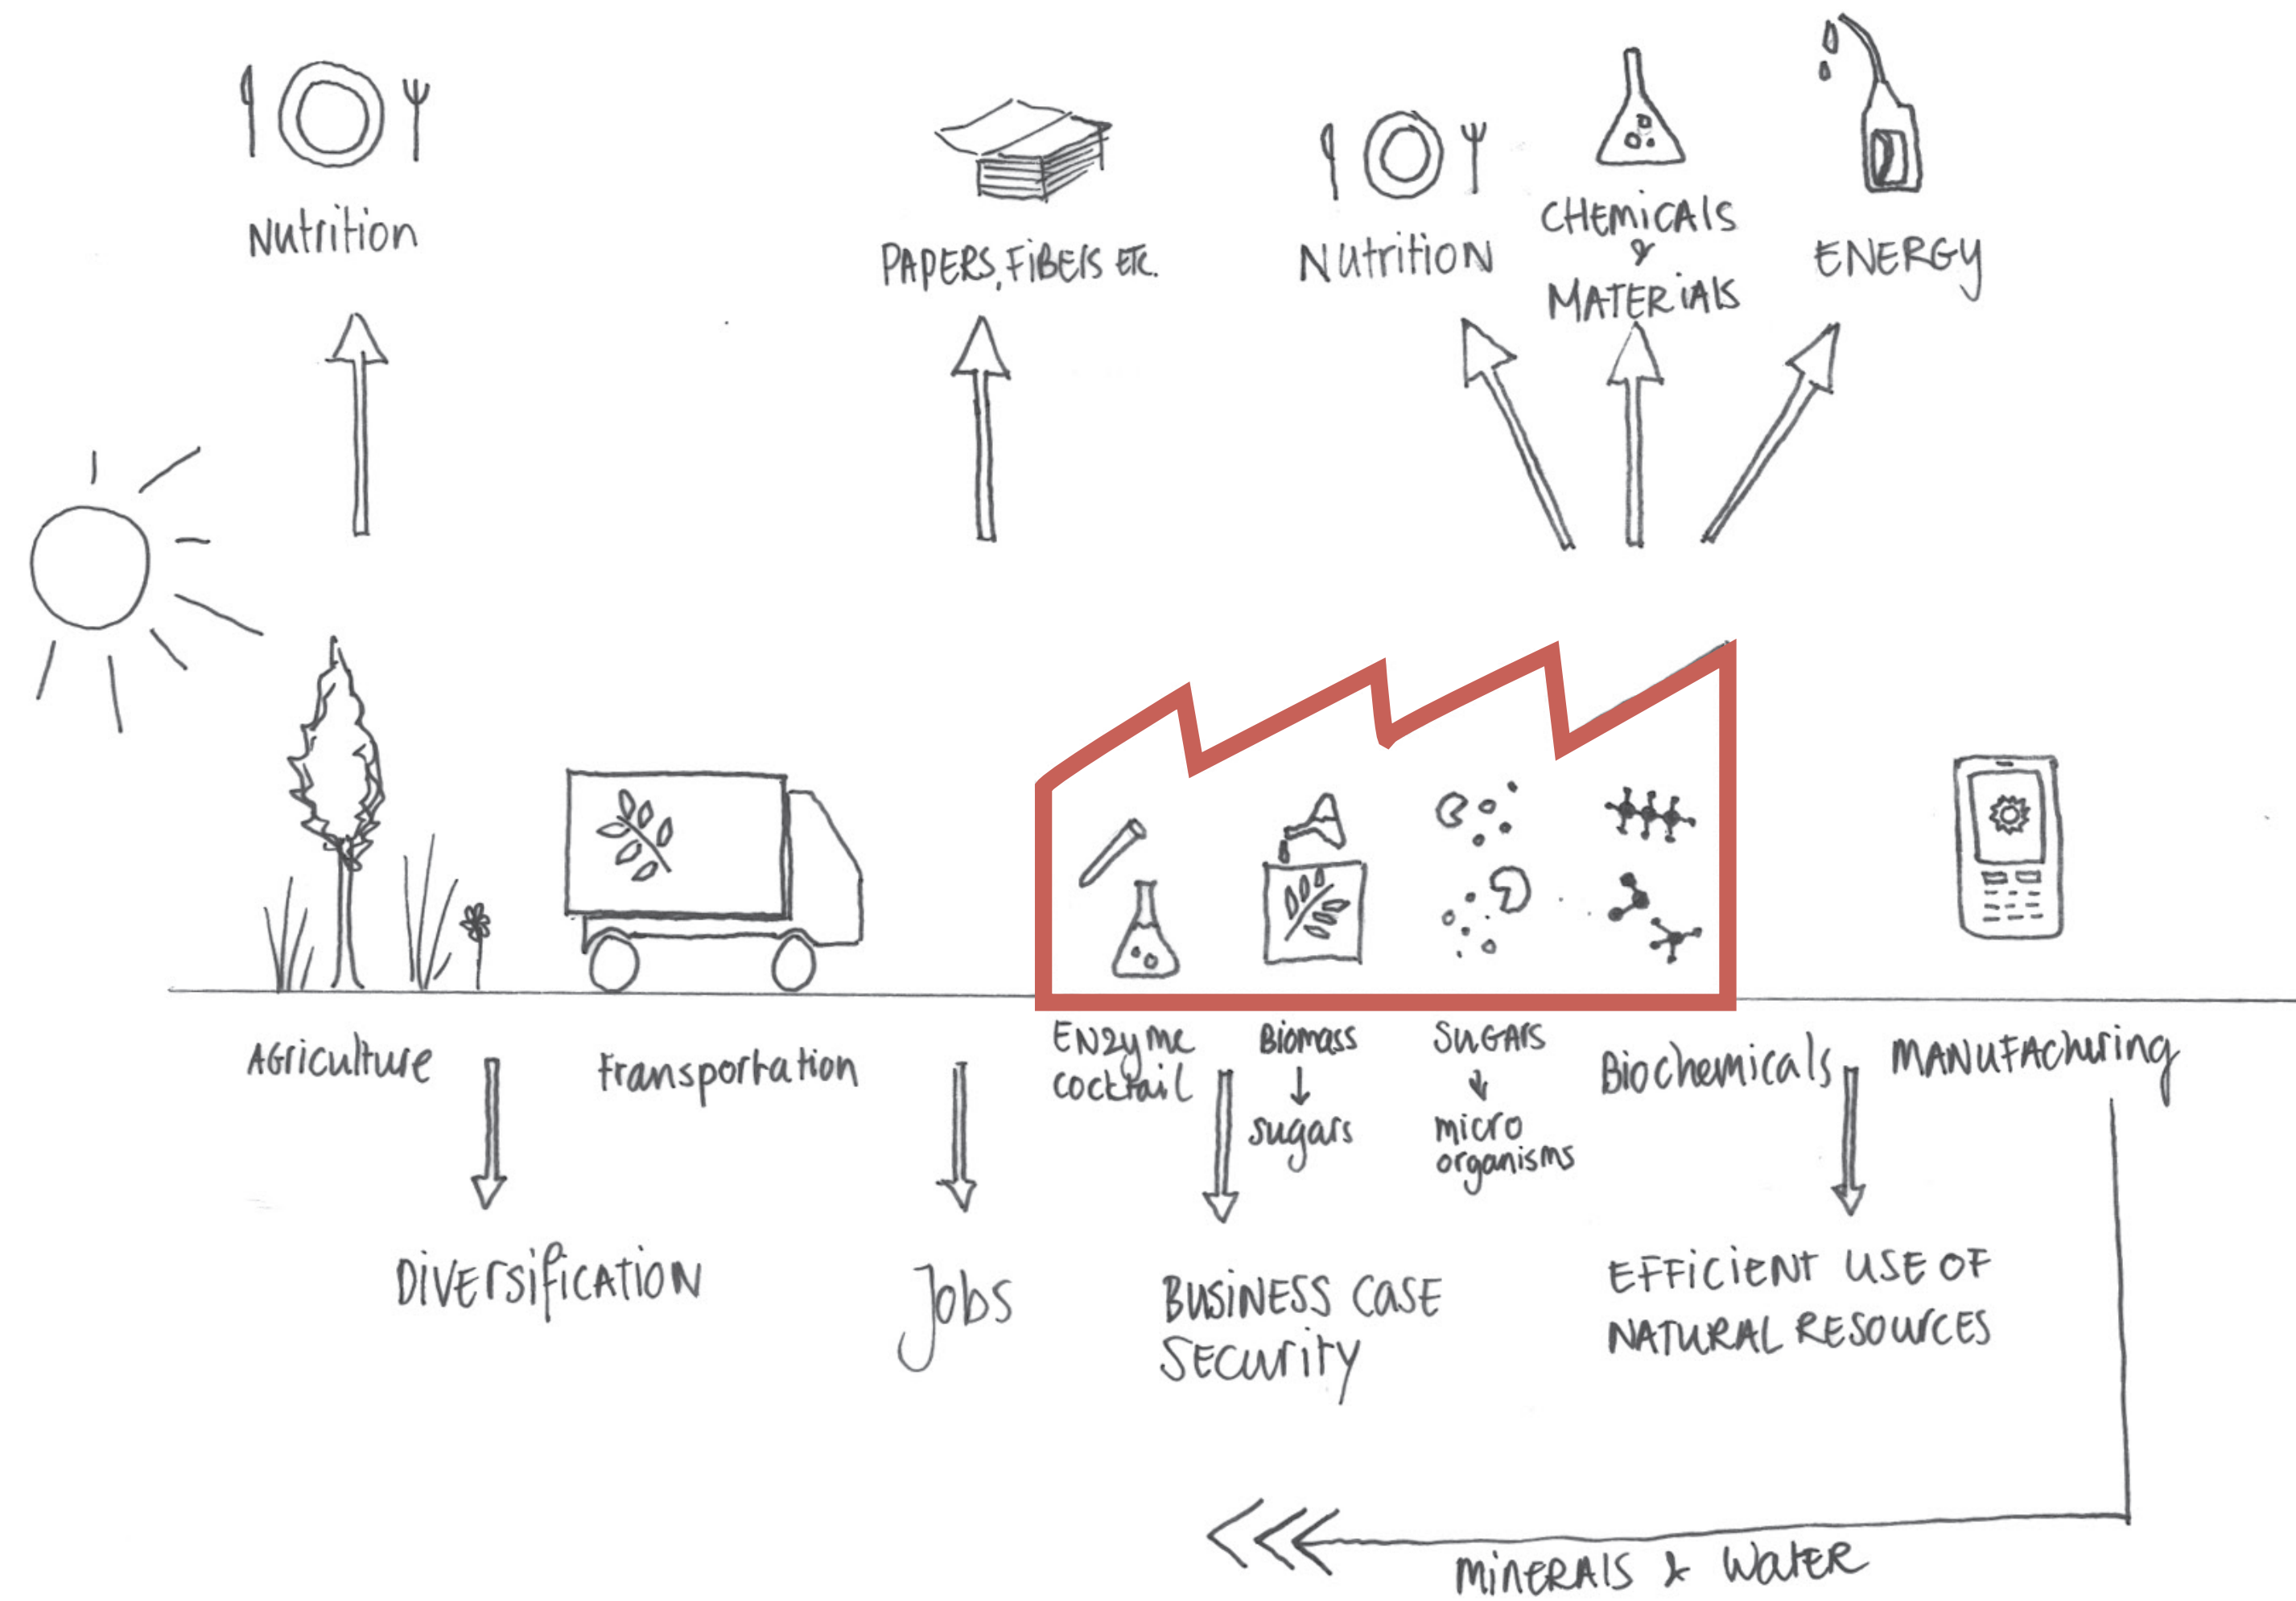 Nutrition
PAPERS, FiBERS ETC.
Nutrition
CHEMICALS
&
MATERIALS
ENERGY
AGriculture
transportation
ENZYME
cocktail
Biomass
sugars
SUGARS
micro
organisms
Biochemicals
MANUFACturing
DIVERSIFICATION
Jobs
BUSINESS CASE
SECURITY
EFFICIENT USE OF
NATURAL RESOURCES
MINERALS & WATER